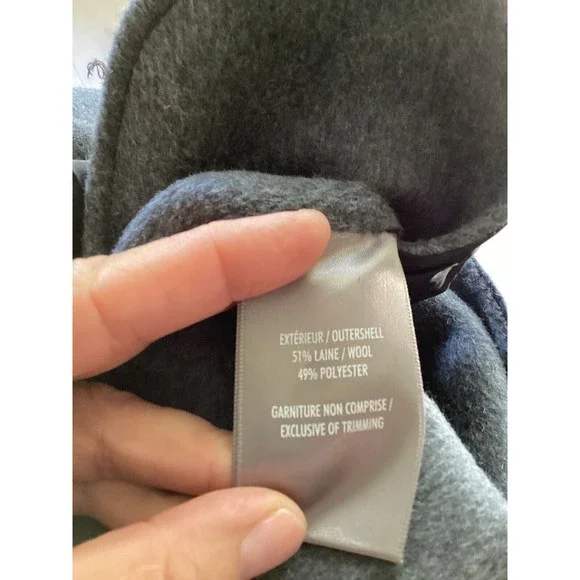 EXTÉRIEUR / OUTERSHELL
51% LAINE / WOOL
49% POLYESTER
GARNITURE NON COMPRISE /
EXCLUSIVE OF TRIMMING